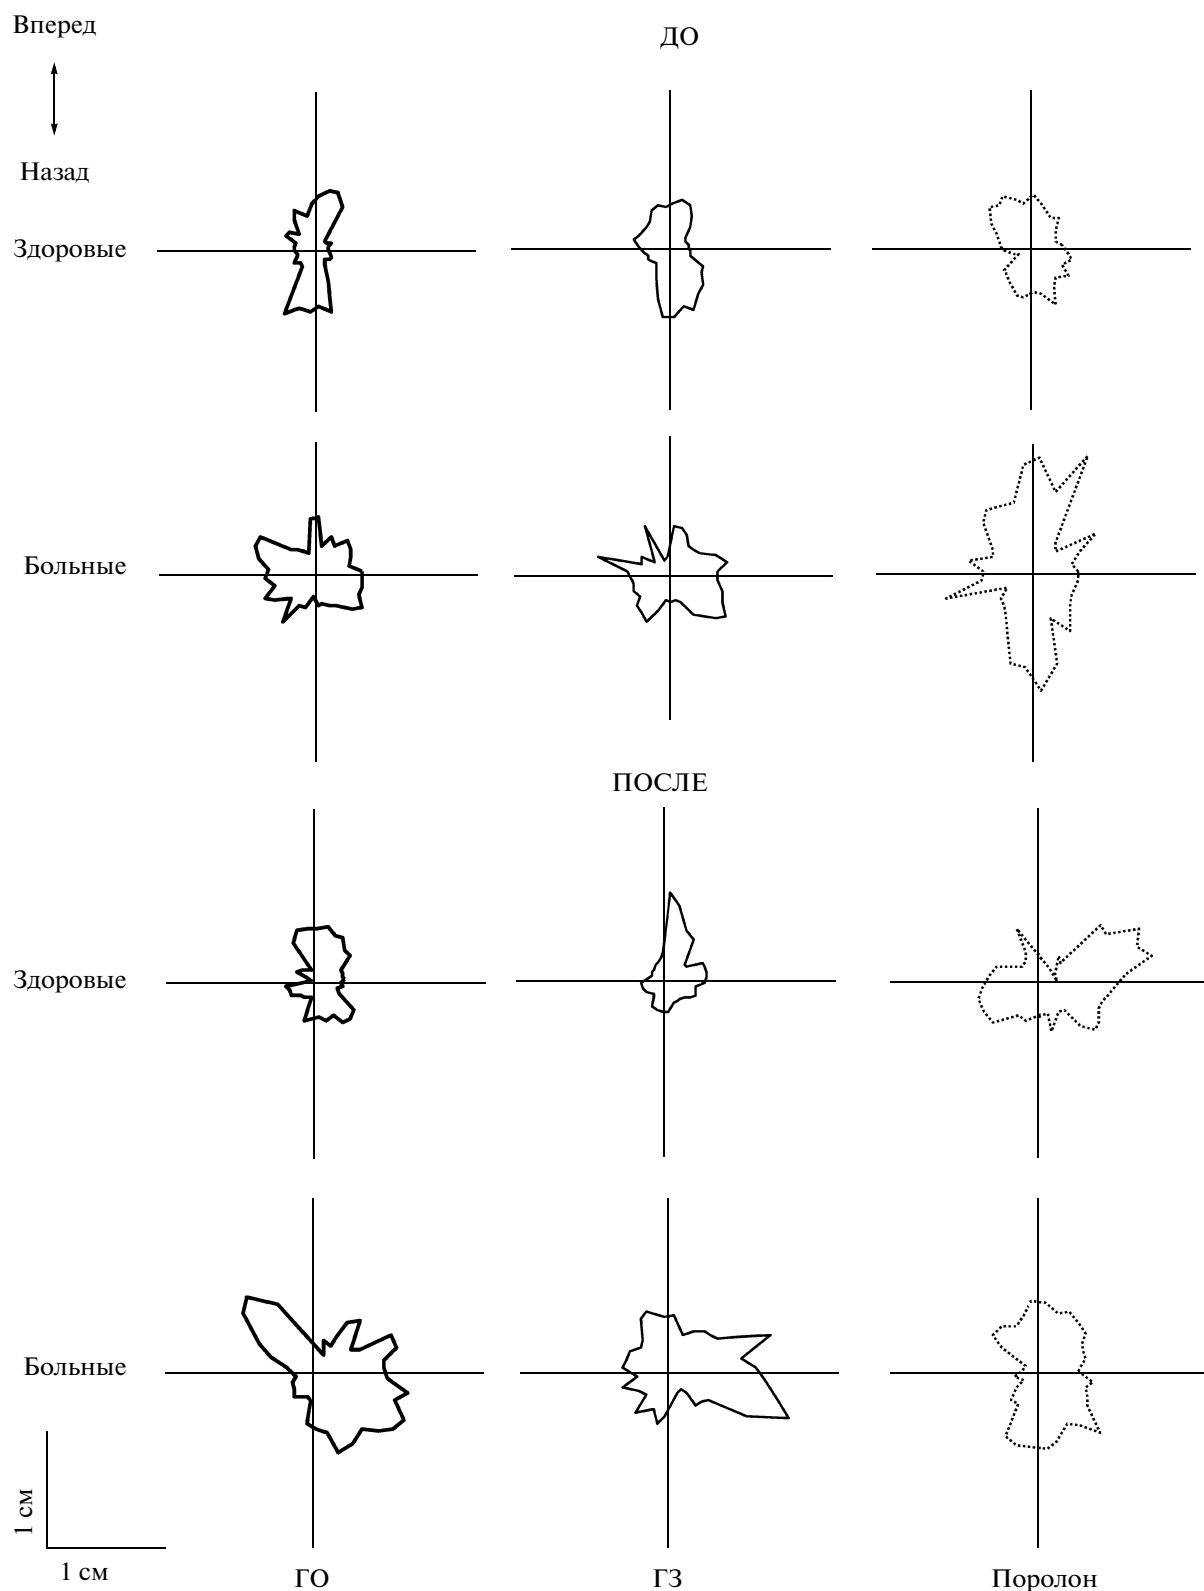 Вперед
ДО
Назад
Здоровые
Больные
ПОСЛЕ
Здоровые
Больные
1 см
1 см
ГО
ГЗ
Поролон